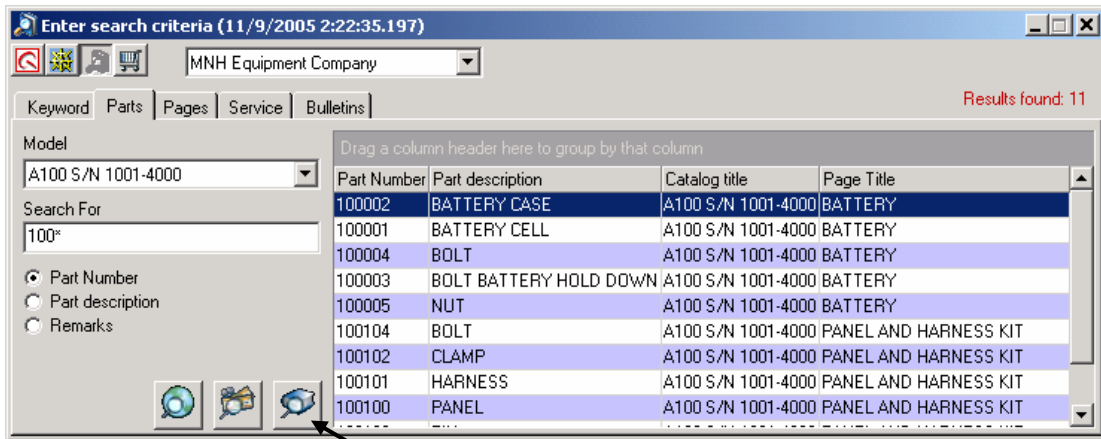 Enter search criteria (11/9/2005 2:22:35.197)
MNH Equipment Company
Keyword Parts Pages Service Bulletins
Results found: 11
Model
A100 S/N 1001-4000
Search For
100*
Part Number
Part description
Remarks
Drag a column header here to group by that column
Part Number Part description Catalog title Page Title
100002 BATTERY CASE A100 S/N 1001-4000 BATTERY
100001 BATTERY CELL A100 S/N 1001-4000 BATTERY
100004 BOLT A100 S/N 1001-4000 BATTERY
100003 BOLT BATTERY HOLD DOWN A100 S/N 1001-4000 BATTERY
100005 NUT A100 S/N 1001-4000 BATTERY
100104 BOLT A100 S/N 1001-4000 PANEL AND HARNESS KIT
100102 CLAMP A100 S/N 1001-4000 PANEL AND HARNESS KIT
100101 HARNESS A100 S/N 1001-4000 PANEL AND HARNESS KIT
100100 PANEL A100 S/N 1001-4000 PANEL AND HARNESS KIT